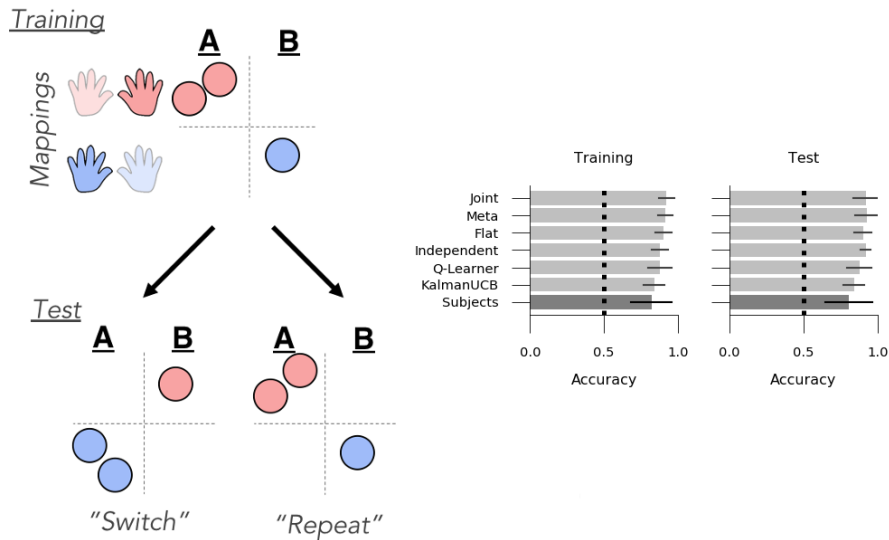 Training
A B
Mappings
Test
A B A B
"Switch" "Repeat"
Training Test
Joint
Meta
Flat
Independent
Q-Learner
KalmanUCB
Subjects
0.0 0.5 1.0 0.0 0.5 1.0
Accuracy Accuracy